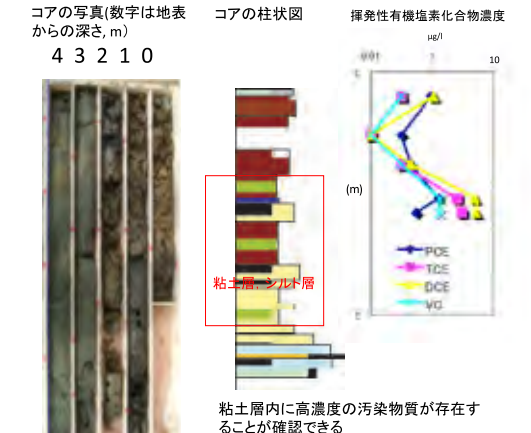 コアの写真(数字は地表
からの深さ, m）
4 3 2 1 0
コアの柱状図
揮発性有機塩素化合物濃度
μg/l
0.01 1 10
(m)
PCE
TCE
DCE
VC
粘土層、シルト層
粘土層内に高濃度の汚染物質が存在す
ることが確認できる